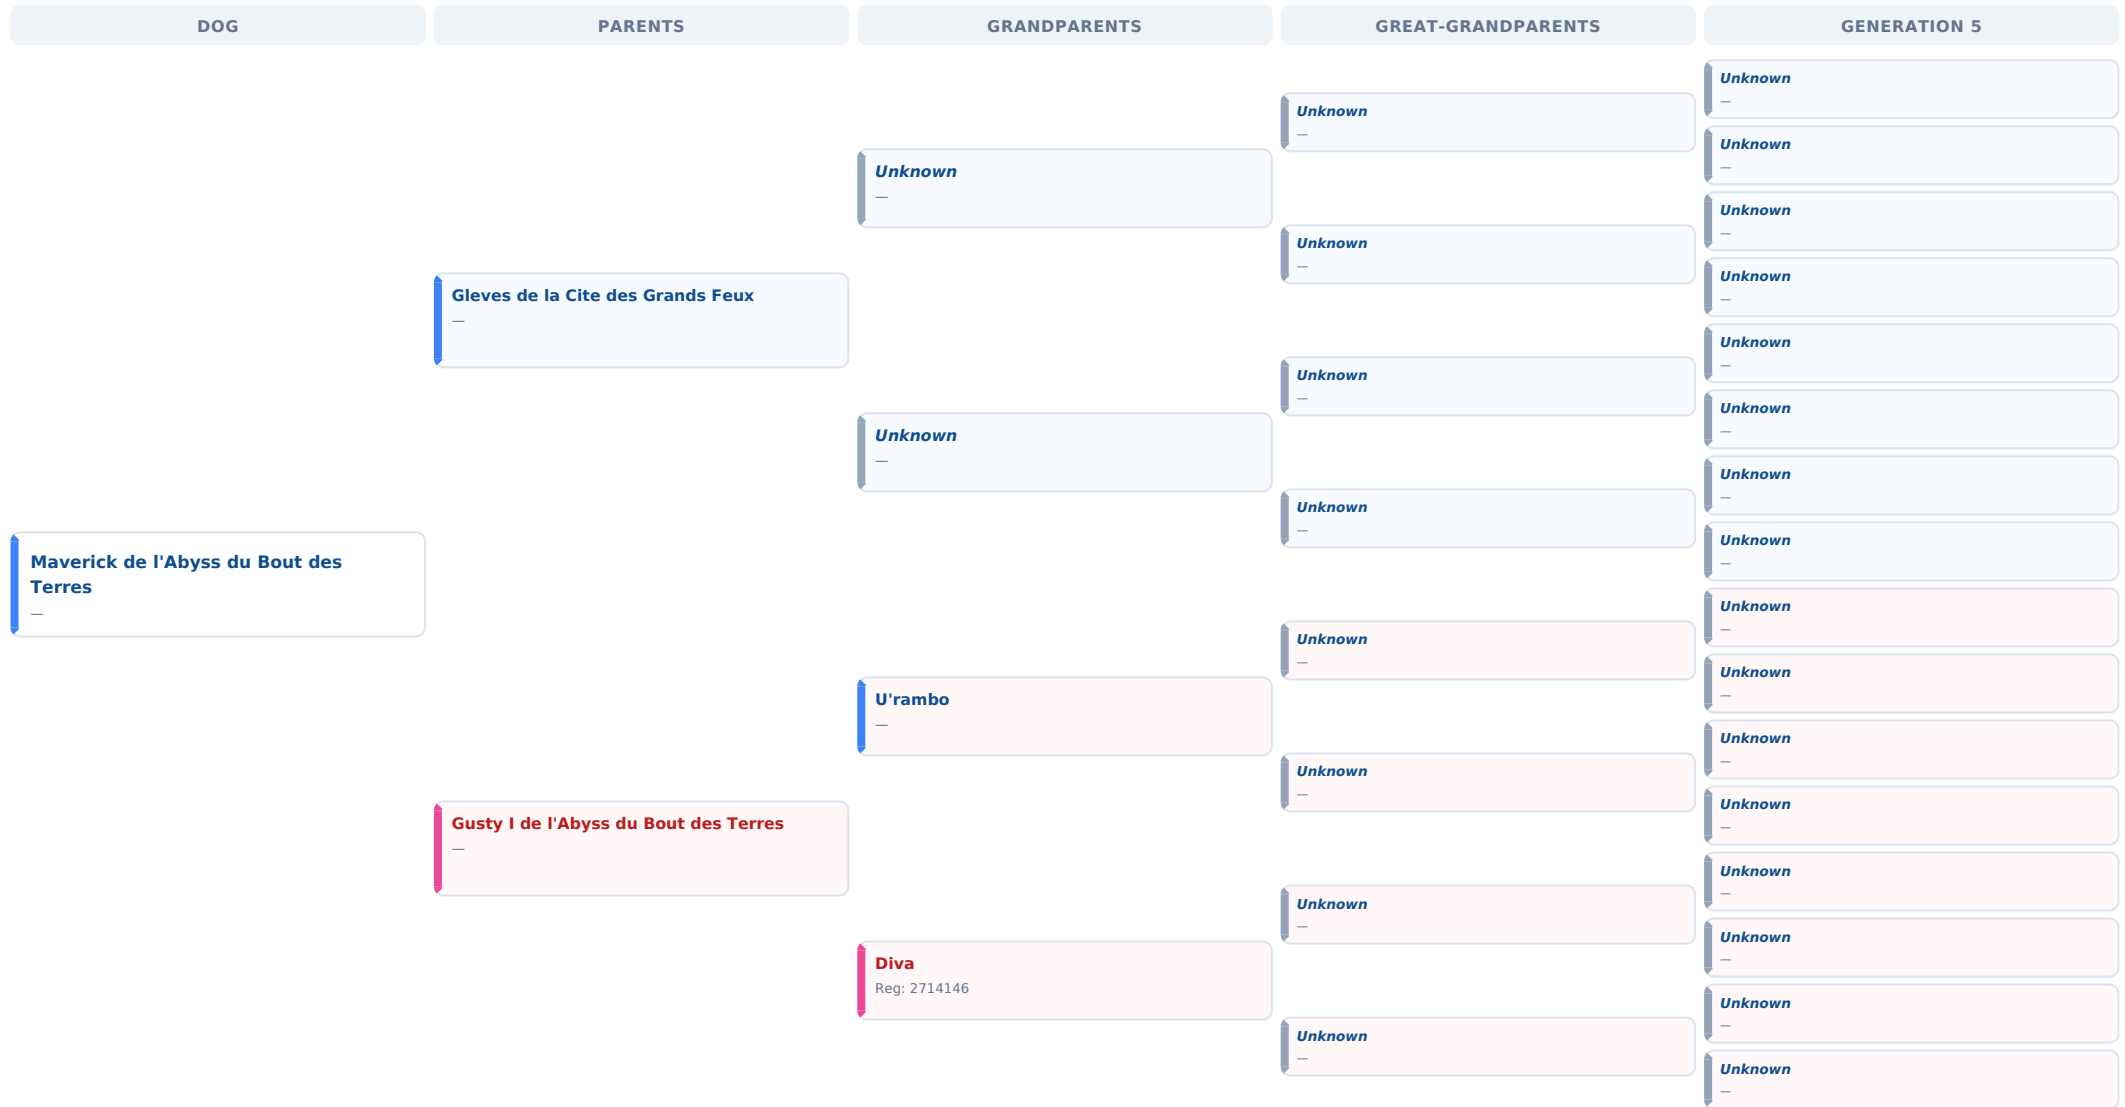 DOG
PARENTS
GRANDPARENTS
GREAT-GRANDPARENTS
GENERATION 5
Maverick de l'Abyss du Bout des
Terres
—
Gleves de la Cite des Grands Feux
—
Gusty I de l'Abyss du Bout des Terres
—
Unknown
—
Unknown
—
U'rambo
—
Diva
Reg: 2714146
Unknown
—
Unknown
—
Unknown
—
Unknown
—
Unknown
—
Unknown
—
Unknown
—
Unknown
—
Unknown
—
Unknown
—
Unknown
—
Unknown
—
Unknown
—
Unknown
—
Unknown
—
Unknown
—
Unknown
—
Unknown
—
Unknown
—
Unknown
—
Unknown
—
Unknown
—
Unknown
—
Unknown
—